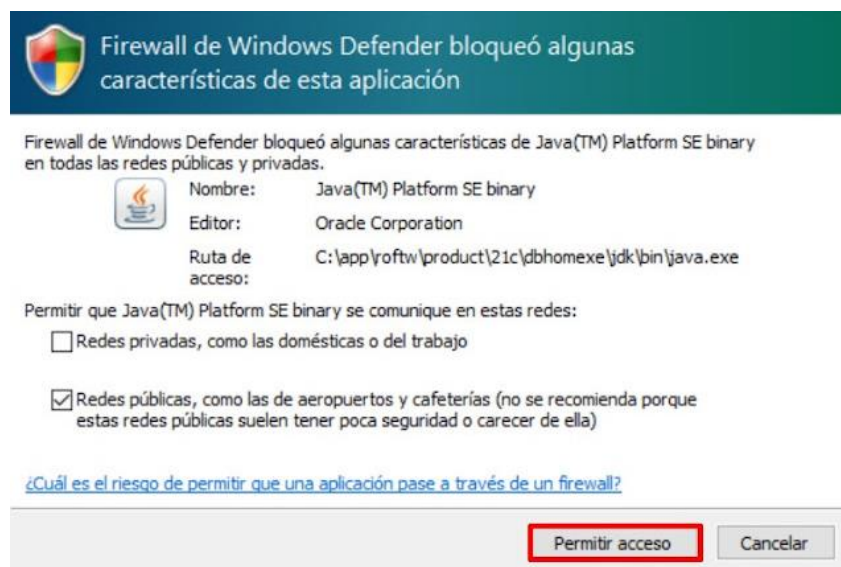 Firewall de Windows Defender bloqueó algunas
características de esta aplicación
Firewall de Windows Defender bloqueó algunas características de Java(TM) Platform SE binary
en todas las redes públicas y privadas.
Nombre: Java(TM) Platform SE binary
Editor: Oracle Corporation
Ruta de C:\app\roftw\product\21c\dbhomexe\jdk\bin\java.exe
acceso:
Permitir que Java(TM) Platform SE binary se comunique en estas redes:
Redes privadas, como las domésticas o del trabajo
Redes públicas, como las de aeropuertos y cafeterías (no se recomienda porque
estas redes públicas suelen tener poca seguridad o carecer de ella)
¿Cuál es el riesgo de permitir que una aplicación pase a través de un firewall?
Permitir acceso Cancelar